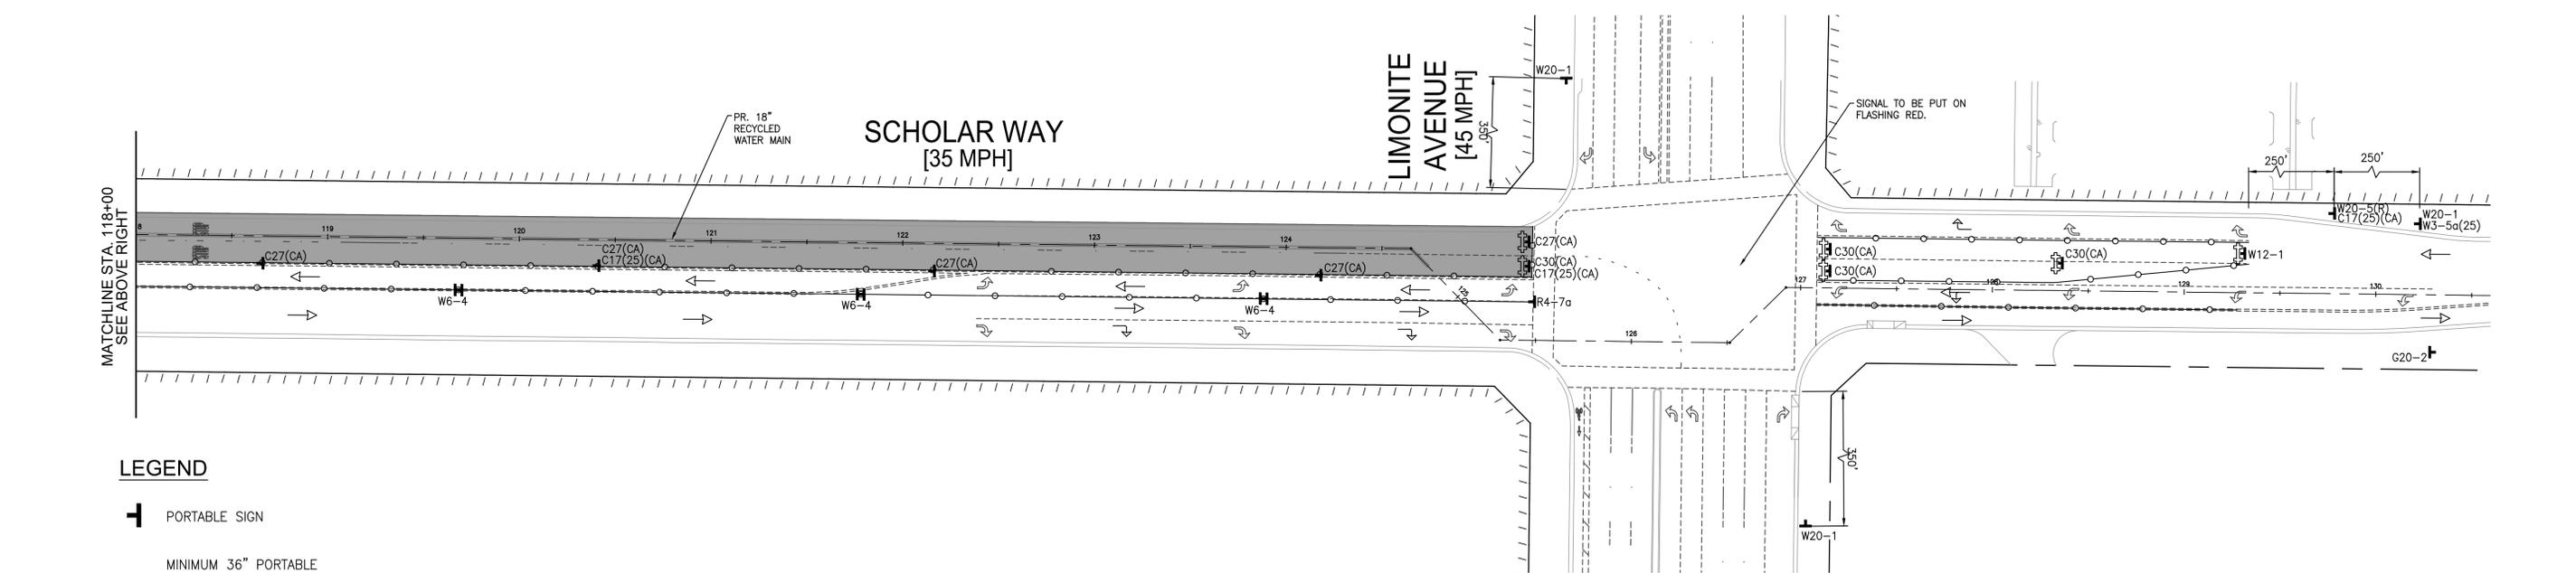 LIMONITE
AVENUE
[45 MPH]
350'
W20-1
SIGNAL TO BE PUT ON
FLASHING RED.
PR. 18"
RECYCLED
WATER MAIN
SCHOLAR WAY
[35 MPH]
250'
250'
MATCHLINE STA. 118+00
SEE ABOVE RIGHT
8
119
120
121
122
123
124
125
126
127
128
129
130
C27(CA)
C27(CA)
C17(25)(CA)
C27(CA)
C27(CA)
C27(CA)
C30(CA)
C17(25)(CA)
R4-7a
W6-4
W6-4
W6-4
C30(CA)
C30(CA)
C30(CA)
W12-1
W20-5(R)
C17(25)(CA)
W20-1
W3-5a(25)
G20-2
350'
W20-1
LEGEND
PORTABLE SIGN
MINIMUM 36" PORTABLE